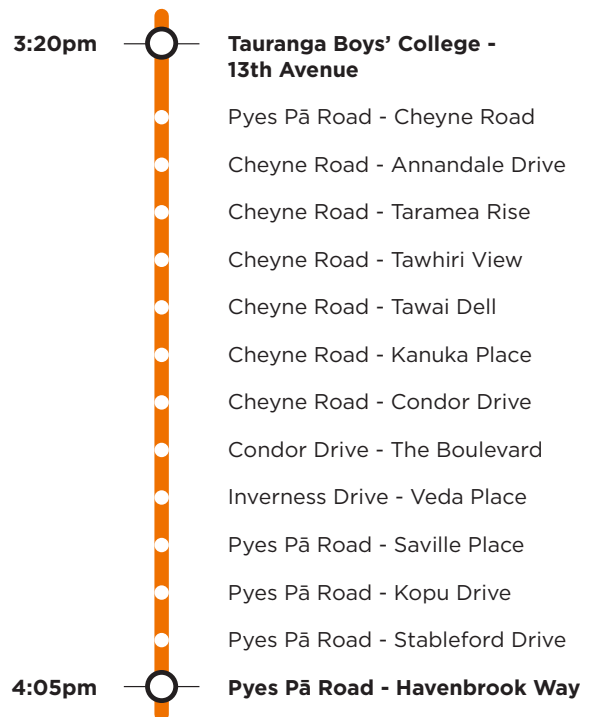 3:20pm Tauranga Boys' College -
13th Avenue
Pyes Pā Road - Cheyne Road
Cheyne Road - Annandale Drive
Cheyne Road - Taramea Rise
Cheyne Road - Tawhiri View
Cheyne Road - Tawai Dell
Cheyne Road - Kanuka Place
Cheyne Road - Condor Drive
Condor Drive - The Boulevard
Inverness Drive - Veda Place
Pyes Pā Road - Saville Place
Pyes Pā Road - Kopu Drive
Pyes Pā Road - Stableford Drive
4:05pm Pyes Pā Road - Havenbrook Way